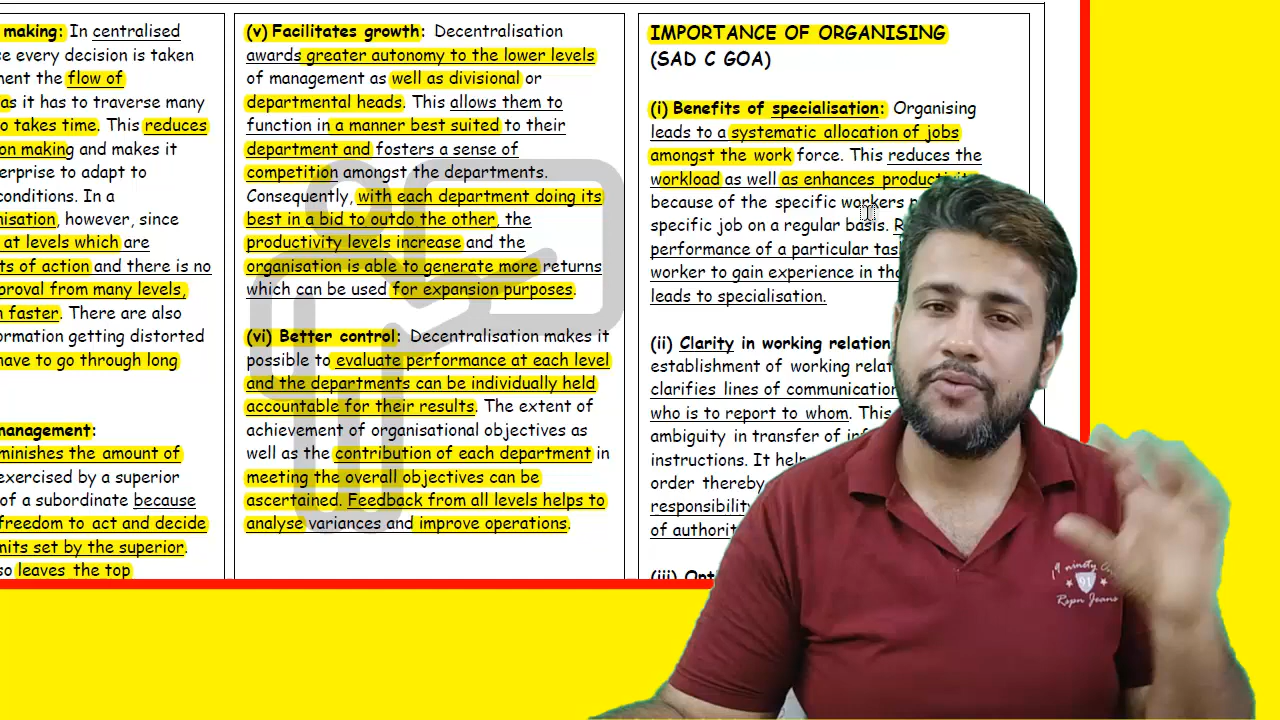 making: In centralised
e every decision is taken
ment the flow of
as it has to traverse many
o takes time. This reduces
on making and makes it
erprise to adapt to
conditions. In a
nisation, however, since
at levels which are
ts of action and there is no
proval from many levels,
n faster. There are also
ormation getting distorted
have to go through long
management:
minishes the amount of
exercised by a superior
of a subordinate because
freedom to act and decide
mits set by the superior.
so leaves the top
(v) Facilitates growth: Decentralisation
awards greater autonomy to the lower levels
of management as well as divisional or
departmental heads. This allows them to
function in a manner best suited to their
department and fosters a sense of
competition amongst the departments.
Consequently, with each department doing its
best in a bid to outdo the other, the
productivity levels increase and the
organisation is able to generate more returns
which can be used for expansion purposes.
(vi) Better control: Decentralisation makes it
possible to evaluate performance at each level
and the departments can be individually held
accountable for their results. The extent of
achievement of organisational objectives as
well as the contribution of each department in
meeting the overall objectives can be
ascertained. Feedback from all levels helps to
analyse variances and improve operations.
IMPORTANCE OF ORGANISING
(SAD C GOA)
(i) Benefits of specialisation: Organising
leads to a systematic allocation of jobs
amongst the work force. This reduces the
workload as well as enhances productivit
because of the specific workers
specific job on a regular basis. R
performance of a particular tas
worker to gain experience in tha
leads to specialisation.
(ii) Clarity in working relation
establishment of working relat
clarifies lines of communication
who is to report to whom. This
ambiguity in transfer of inf
instructions. It help
order thereby
responsibility
of authorit
(iii) Opt
91
Rspn Jeans